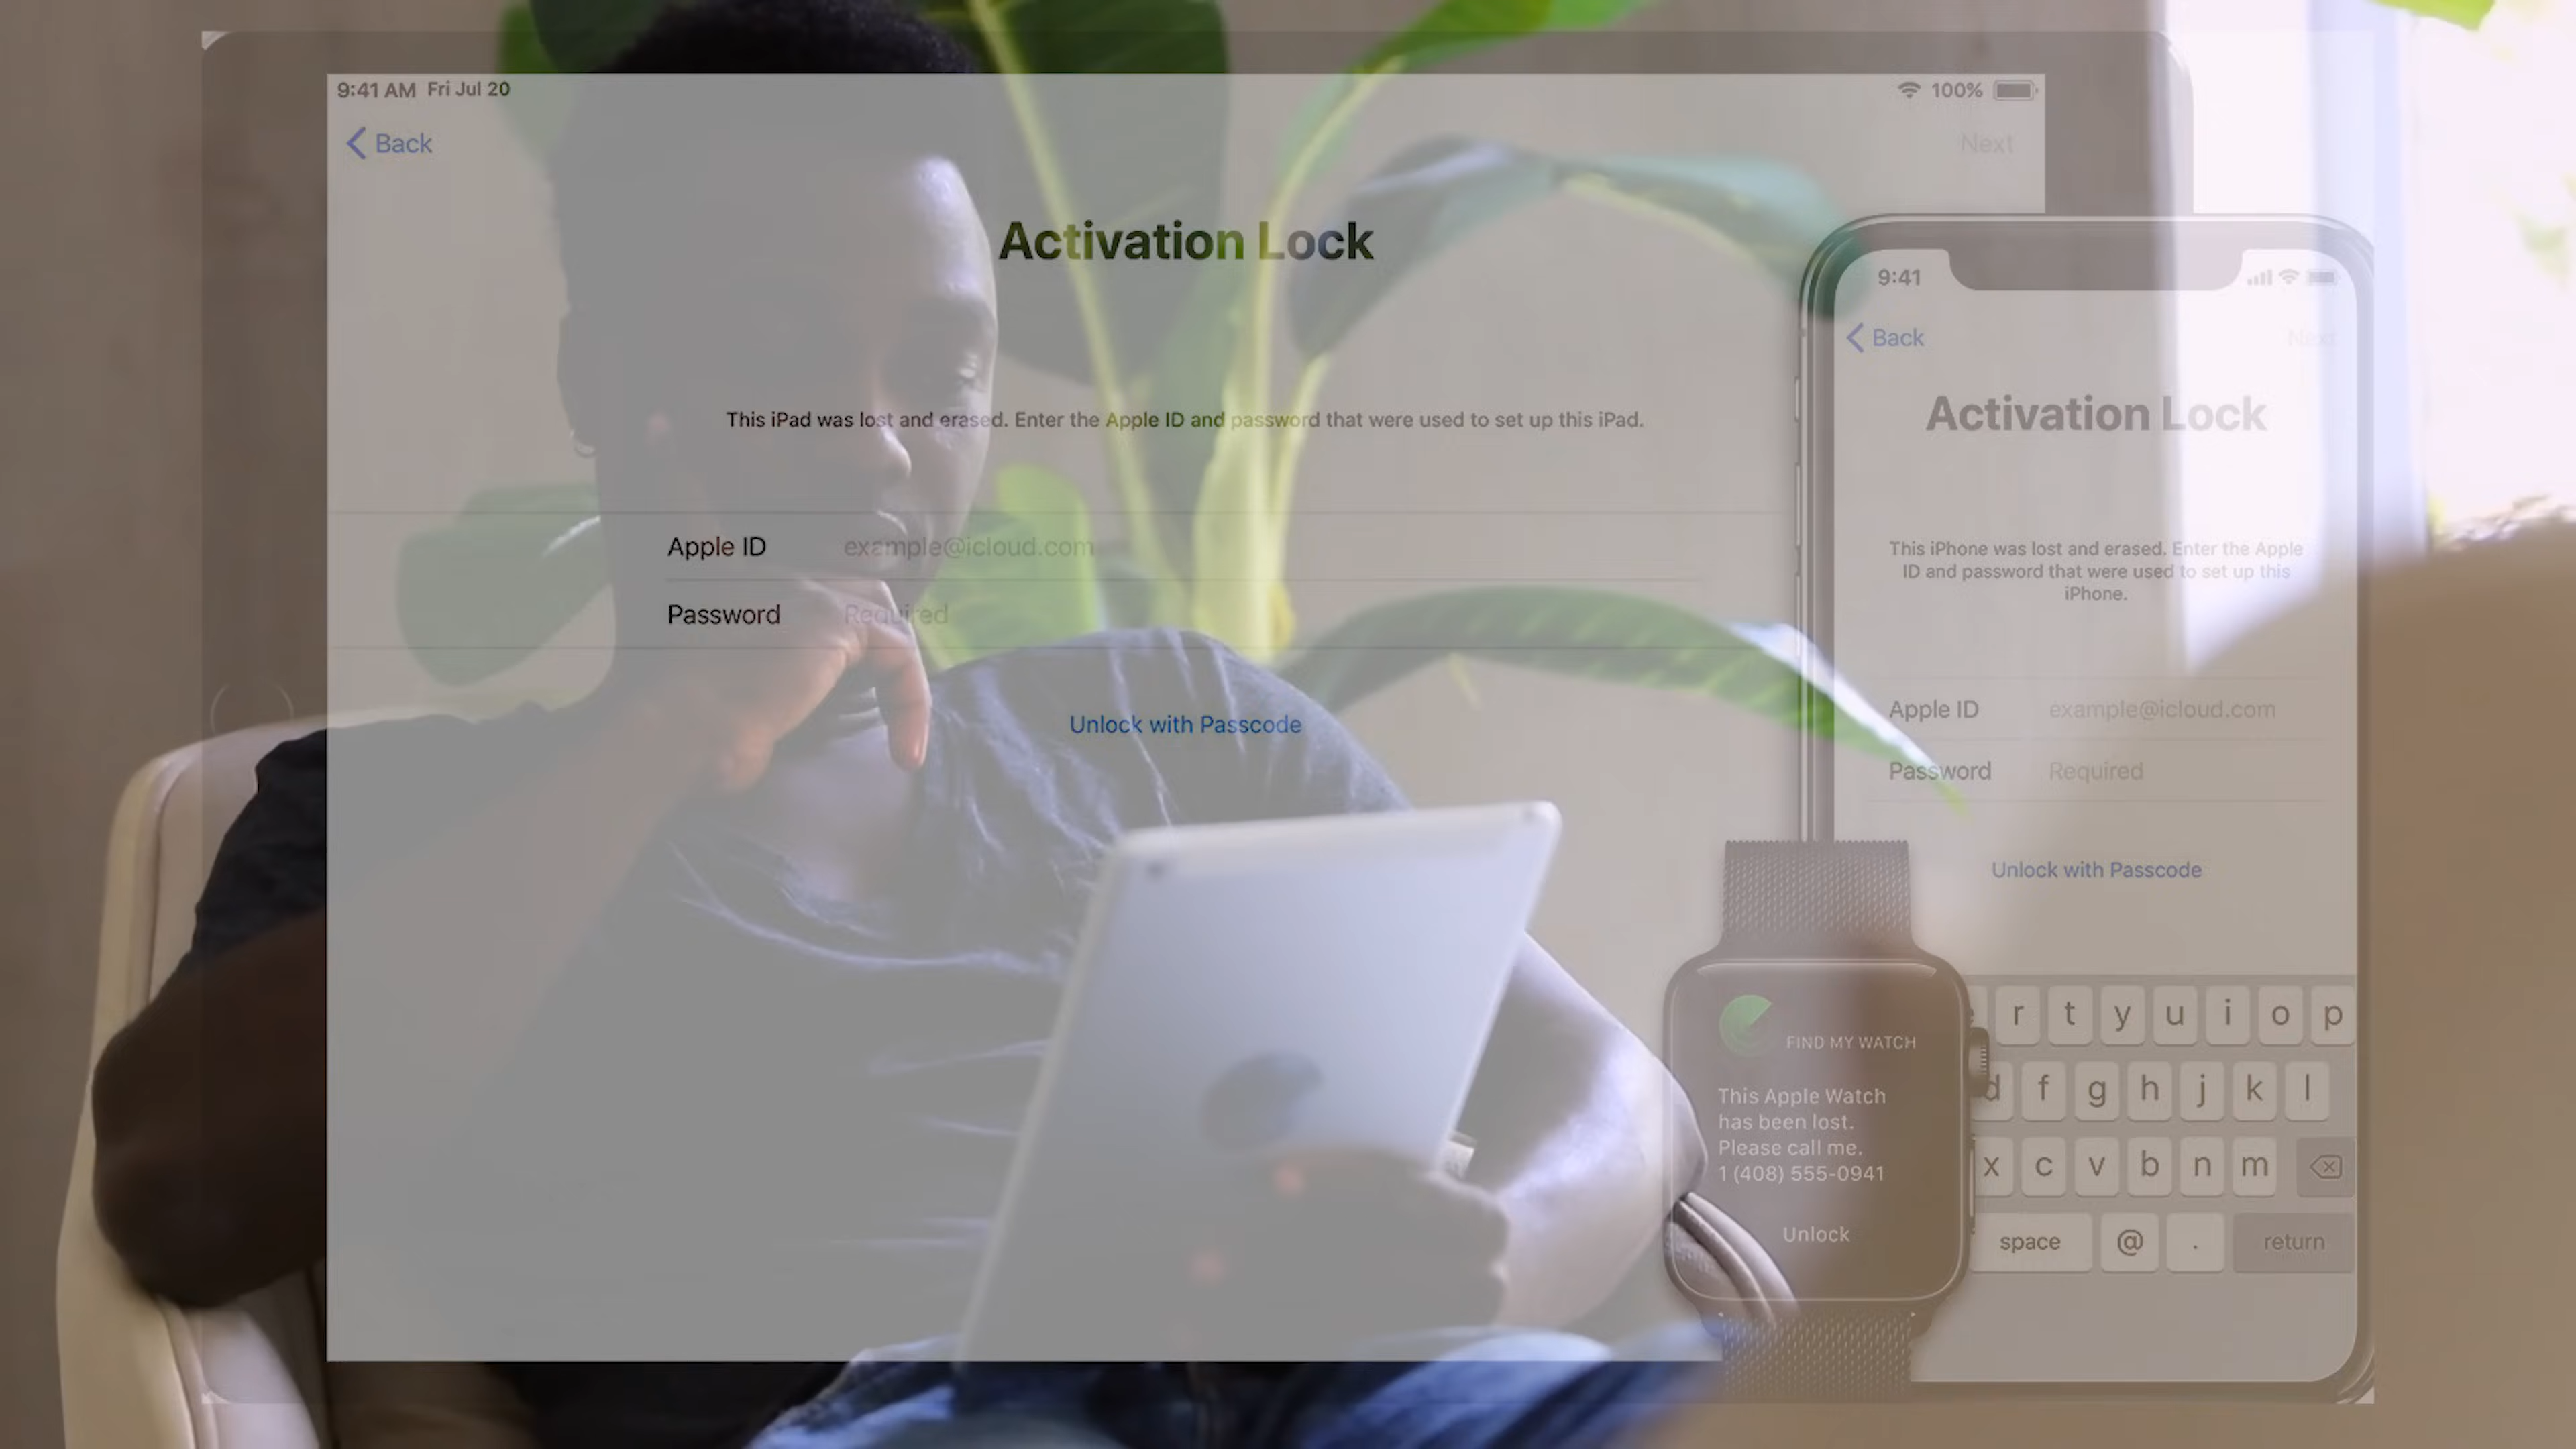 9:41 AM Fri Jul 20
100%
Back
Next
Activation Lock
This iPad was lost and erased. Enter the Apple ID and password that were used to set up this iPad.
Apple ID example@icloud.com
Password Required
Unlock with Passcode
9:41
Back
Next
Activation Lock
This iPhone was lost and erased. Enter the Apple
ID and password that were used to set up this
iPhone.
Apple ID example@icloud.com
Password Required
Unlock with Passcode
r t y u i o p
d f g h j k l
x c v b n m
space @ . return
FIND MY WATCH
This Apple Watch
has been lost.
Please call me.
1 (408) 555-0941
Unlock